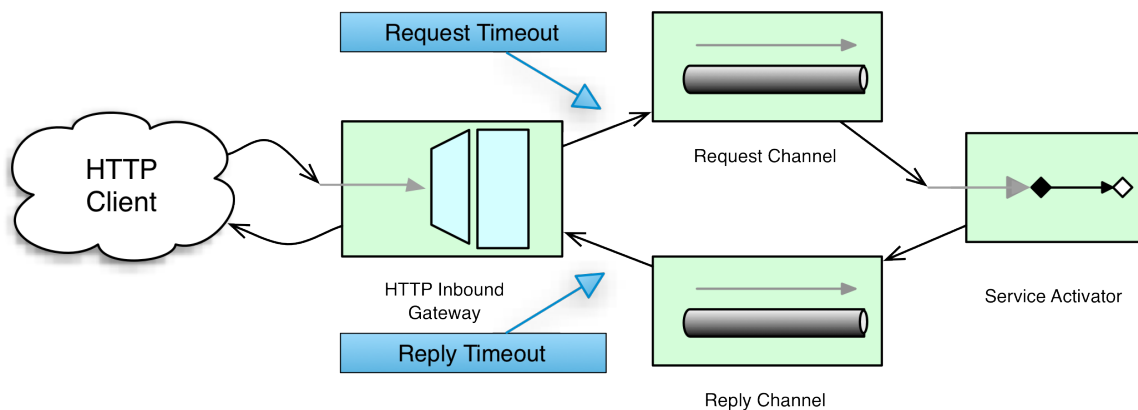 Request Timeout
HTTP
Client
Request Channel
HTTP Inbound
Gateway
Service Activator
Reply Timeout
Reply Channel